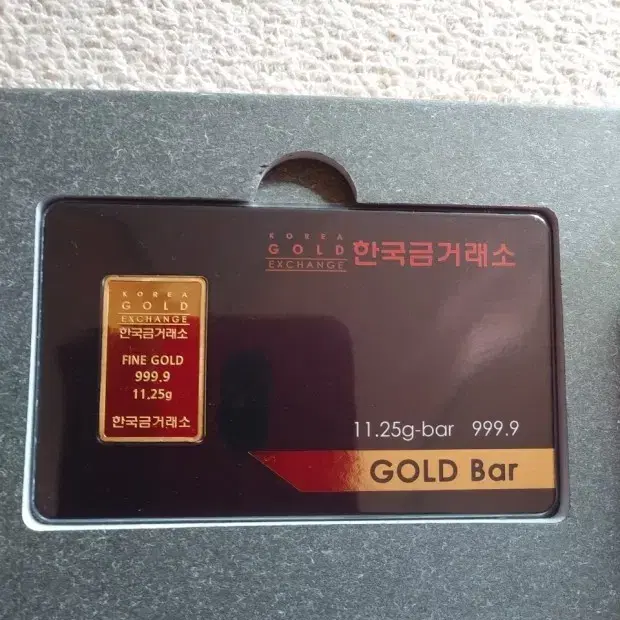 KOREA
GOLD
EXCHANGE
한국금거래소
KOREA
GOLD
EXCHANGE
한국금거래소
FINE GOLD
999.9
11.25g
한국금거래소
11.25g-bar 999.9
GOLD Bar